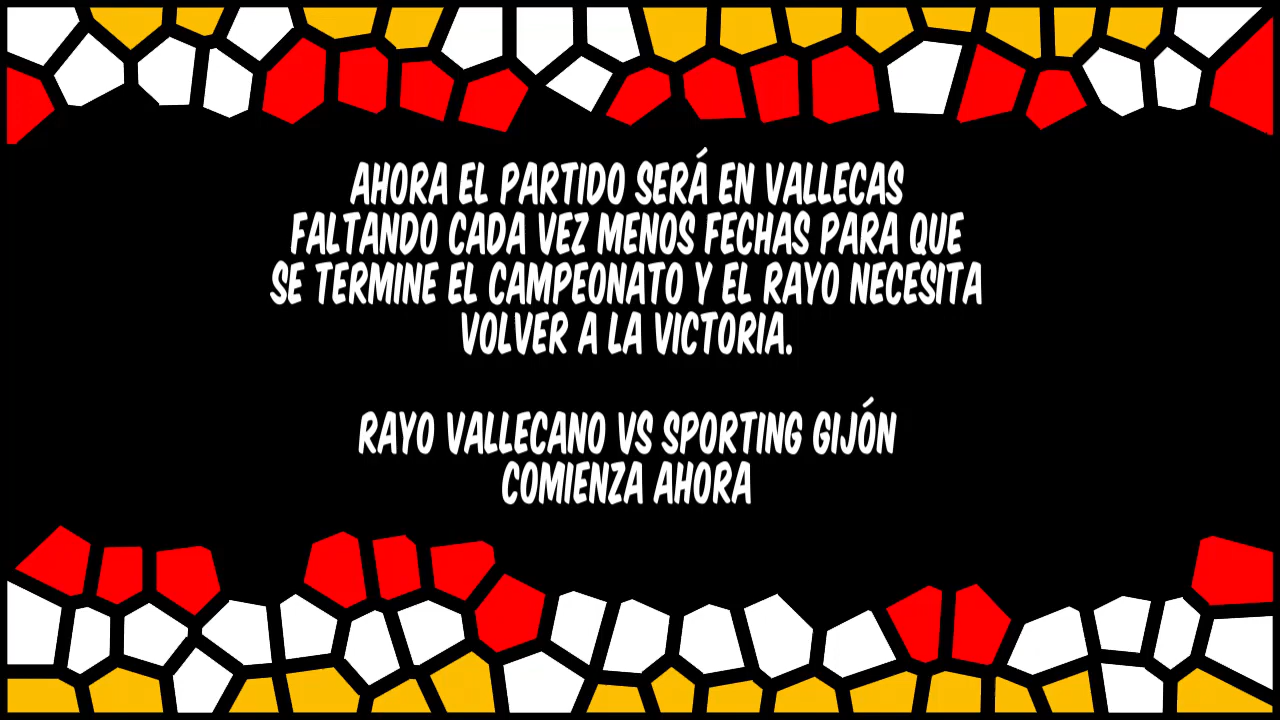 AHORA EL PARTIDO SERÁ EN VALLECAS
FALTANDO CADA VEZ MENOS FECHAS PARA QUE
SE TERMINE EL CAMPEONATO Y EL RAYO NECESITA
VOLVER A LA VICTORIA.
RAYO VALLECANO VS SPORTING GIJÓN
COMIENZA AHORA